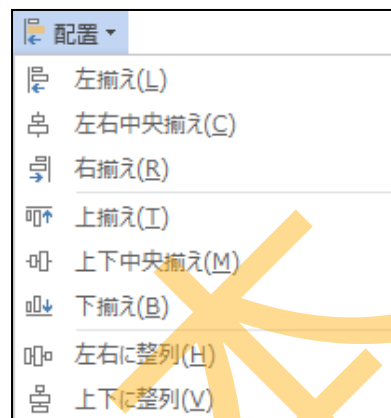 配置
左揃え(L)
左右中央揃え(C)
右揃え(R)
上揃え(T)
上下中央揃え(M)
下揃え(B)
左右に整列(H)
上下に整列(V)